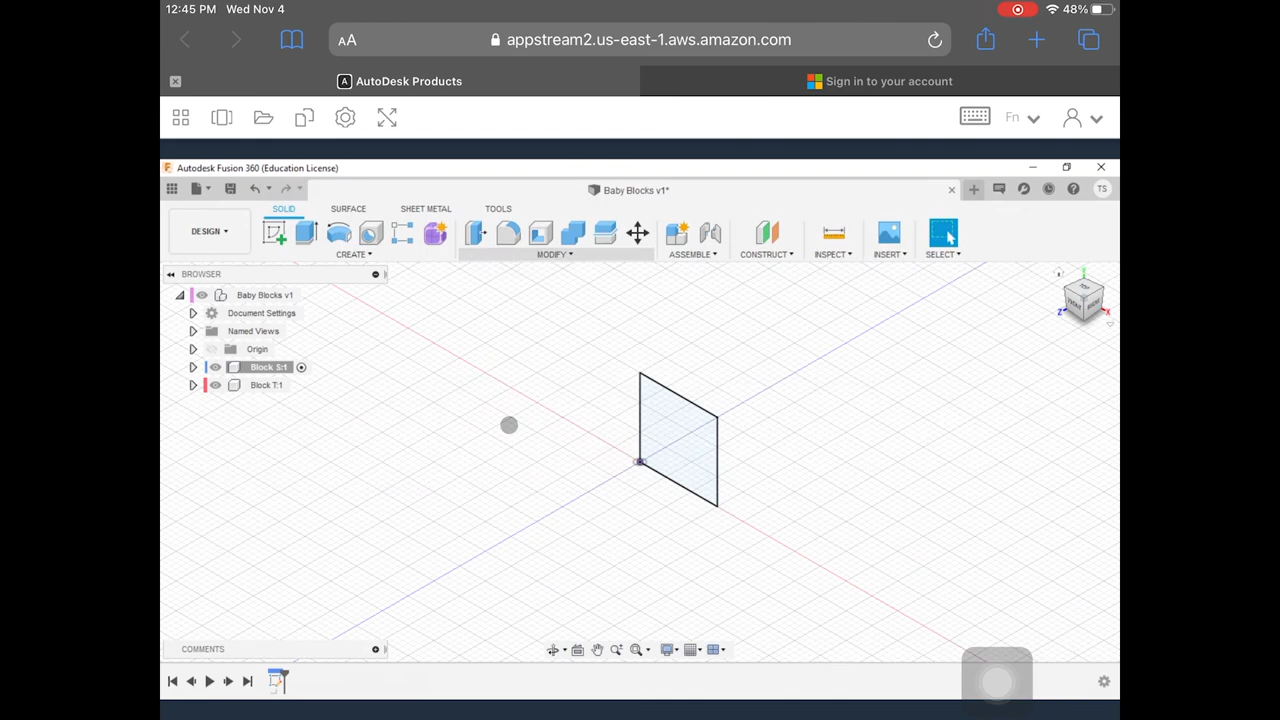 12:45 PM Wed Nov 4
48%
AA
appstream2.us-east-1.aws.amazon.com
AutoDesk Products
Sign in to your account
Fn
Autodesk Fusion 360 (Education License)
Baby Blocks v1*
TS
SOLID SURFACE SHEET METAL TOOLS
DESIGN
CREATE MODIFY ASSEMBLE CONSTRUCT INSPECT INSERT SELECT
BROWSER
Baby Blocks v1
Document Settings
Named Views
Origin
Block S:1
Block T:1
TOP
FRONT
RIGHT
Z
X
COMMENTS